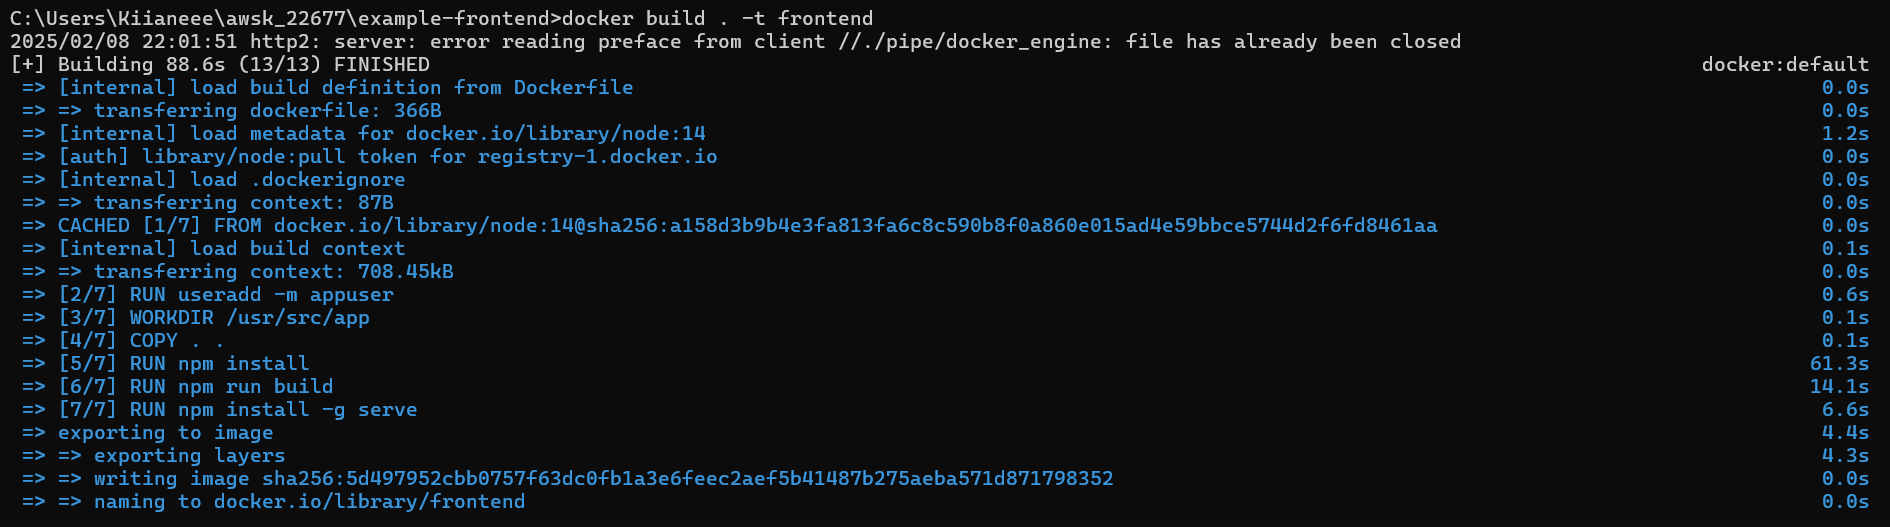 C:\Users\Kiianeee\awsk_22677\example-frontend>docker build . -t frontend
2025/02/08 22:01:51 http2: server: error reading preface from client //./pipe/docker_engine: file has already been closed
[+] Building 88.6s (13/13) FINISHED docker:default
=> [internal] load build definition from Dockerfile 0.0s
=> => transferring dockerfile: 366B 0.0s
=> [internal] load metadata for docker.io/library/node:14 1.2s
=> [auth] library/node:pull token for registry-1.docker.io 0.0s
=> [internal] load .dockerignore 0.0s
=> => transferring context: 87B 0.0s
=> CACHED [1/7] FROM docker.io/library/node:14@sha256:a158d3b9b4e3fa813fa6c8c590b8f0a860e015ad4e59bbce5744d2f6fd8461aa 0.0s
=> [internal] load build context 0.1s
=> => transferring context: 708.45kB 0.0s
=> [2/7] RUN useradd -m appuser 0.6s
=> [3/7] WORKDIR /usr/src/app 0.1s
=> [4/7] COPY . . 0.1s
=> [5/7] RUN npm install 61.3s
=> [6/7] RUN npm run build 14.1s
=> [7/7] RUN npm install -g serve 6.6s
=> exporting to image 4.4s
=> => exporting layers 4.3s
=> => writing image sha256:5d497952cbb0757f63dc0fb1a3e6feec2aef5b41487b275aeba571d871798352 0.0s
=> => naming to docker.io/library/frontend 0.0s